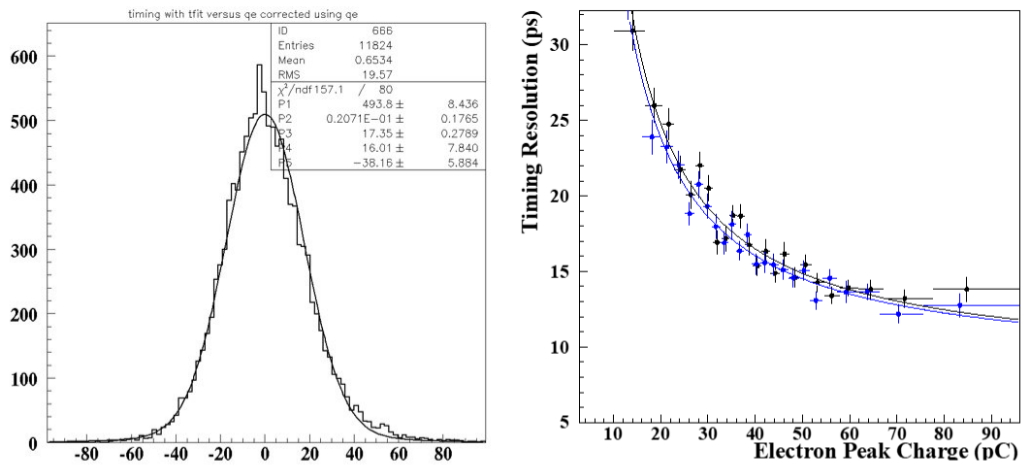 timing with tfit versus qe corrected using qe
ID 666
Entries 11824
Mean 0.6534
RMS 19.57
χ²/ndf 157.1 / 80
P1 493.8 ± 8.436
P2 0.2071E-01 ± 0.1765
P3 17.35 ± 0.2789
P4 16.01 ± 7.840
P5 -38.16 ± 5.884
600
500
400
300
200
100
0
-80 -60 -40 -20 0 20 40 60 80
Timing Resolution (ps)
30
25
20
15
10
5
10 20 30 40 50 60 70 80 90
Electron Peak Charge (pC)